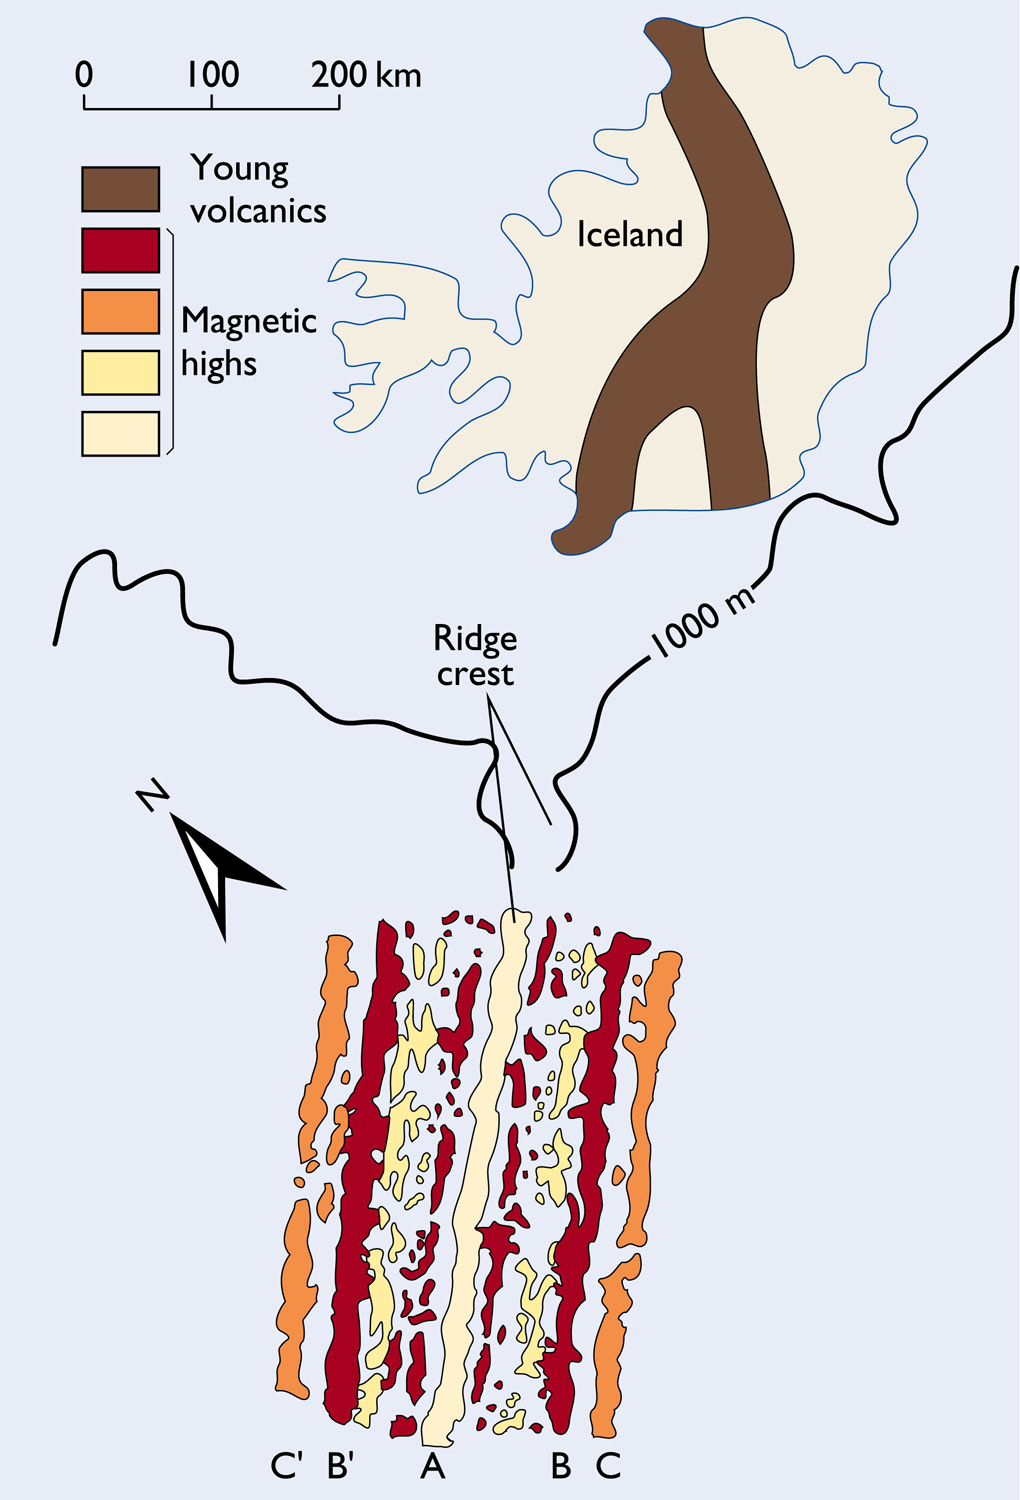 0 100 200 km
Young
volcanics
Magnetic
highs
Iceland
1000 m
Ridge
crest
N
C' B' A B C